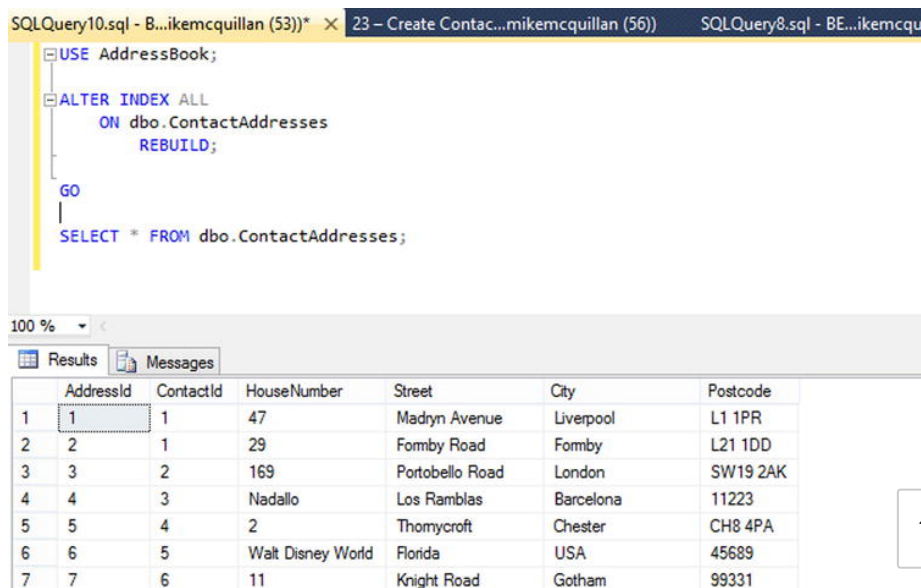 SQLQuery10.sql - B...ikemcquillan (53))* 23 – Create Contac...mikemcquillan (56)) SQLQuery8.sql - BE...ikemcqu
USE AddressBook;
ALTER INDEX ALL
ON dbo.ContactAddresses
REBUILD;
GO
SELECT * FROM dbo.ContactAddresses;
100 %
Results Messages
AddressId ContactId HouseNumber Street City Postcode
1 1 1 47 Madryn Avenue Liverpool L1 1PR
2 2 1 29 Formby Road Formby L21 1DD
3 3 2 169 Portobello Road London SW19 2AK
4 4 3 Nadallo Los Ramblas Barcelona 11223
5 5 4 2 Thornycroft Chester CH8 4PA
6 6 5 Walt Disney World Florida USA 45689
7 7 6 11 Knight Road Gotham 99331